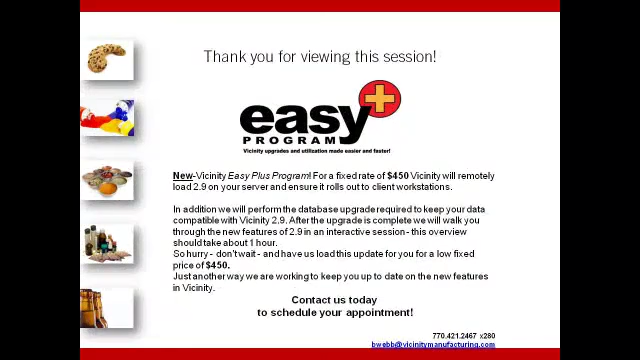 Thank you for viewing this session!
easy+
PROGRAM
Vicinity upgrades and utilization made easier and faster!
New-Vicinity Easy Plus Program! For a fixed rate of $450 Vicinity will remotely
load 2.9 on your server and ensure it rolls out to client workstations.
In addition we will perform the database upgrade required to keep your data
compatible with Vicinity 2.9. After the upgrade is complete we will walk you
through the new features of 2.9 in an interactive session - this overview
should take about 1 hour.
So hurry - don't wait - and have us load this update for you for a low fixed
price of $450.
Just another way we are working to keep you up to date on the new features
in Vicinity.
Contact us today
to schedule your appointment!
770.421.2467 x280
bwebb@vicinitymanufacturing.com